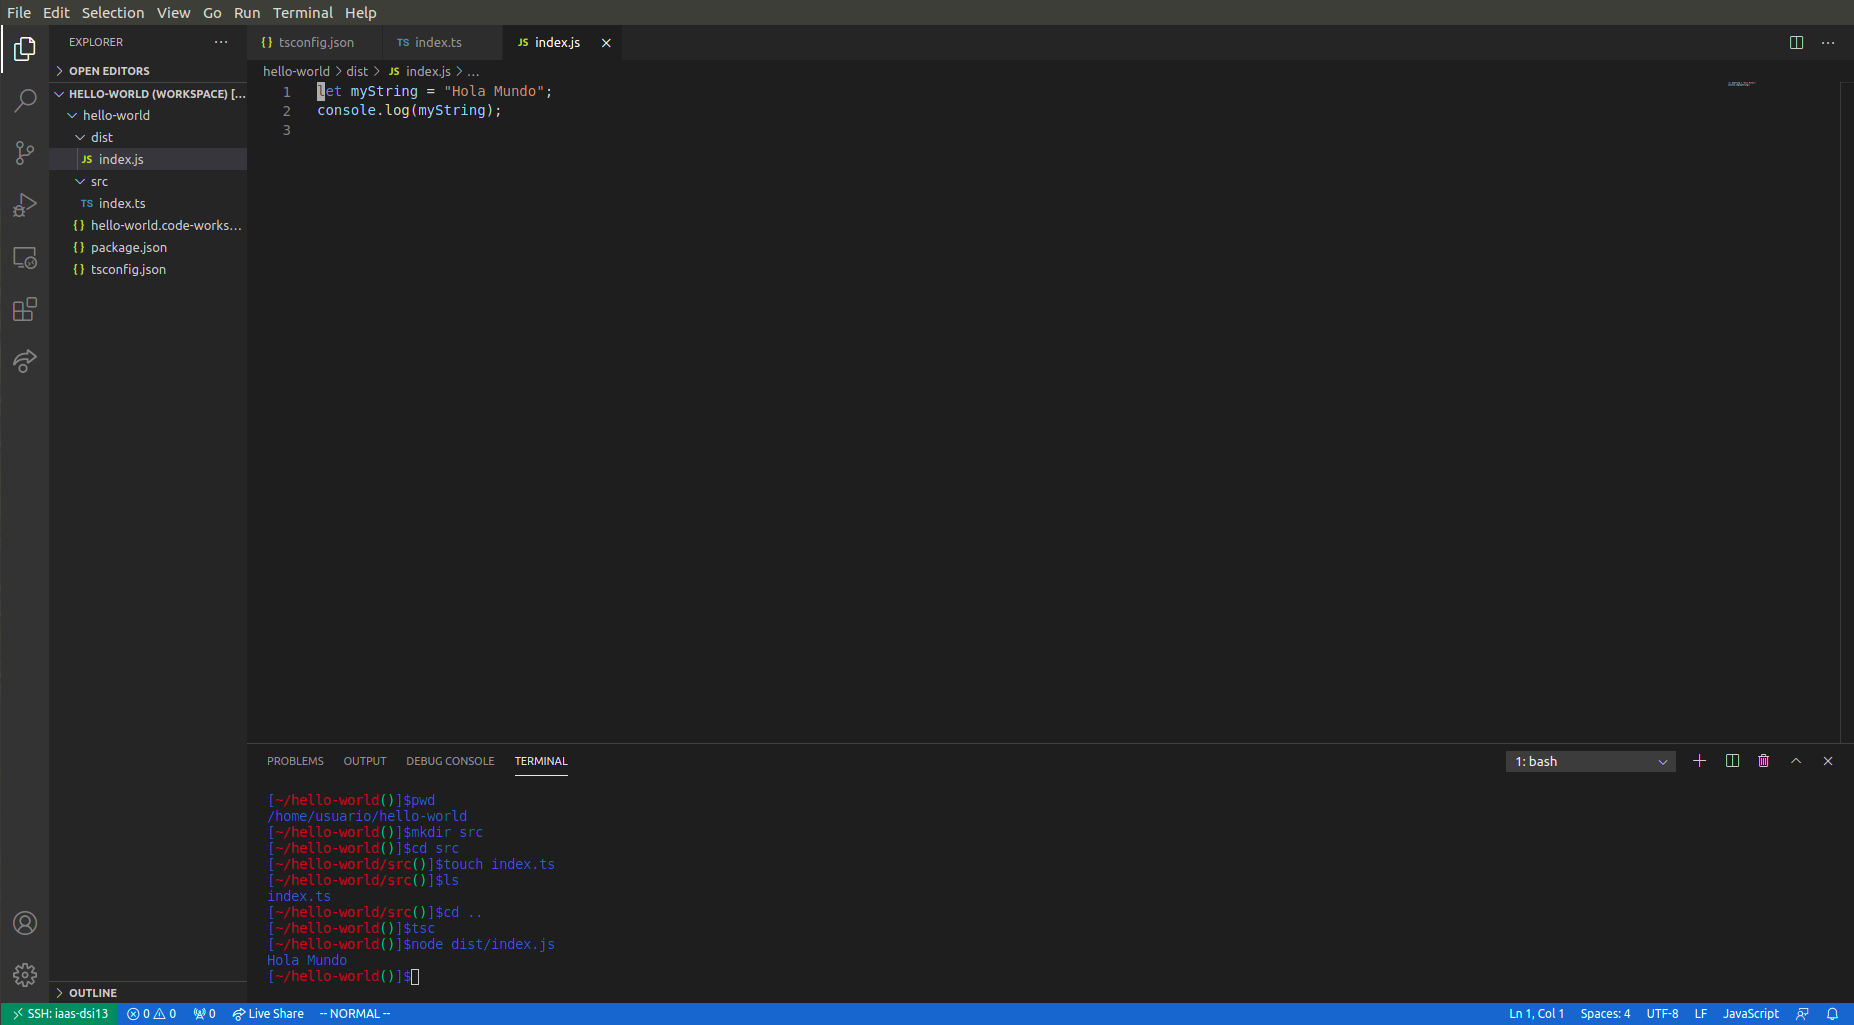 File Edit Selection View Go Run Terminal Help
EXPLORER ...
OPEN EDITORS
HELLO-WORLD (WORKSPACE) [...
hello-world
dist
JS index.js
src
TS index.ts
{} hello-world.code-works...
{} package.json
{} tsconfig.json
OUTLINE
{} tsconfig.json TS index.ts JS index.js ×
hello-world > dist > JS index.js > ...
1 let myString = "Hola Mundo";
2 console.log(myString);
3
PROBLEMS OUTPUT DEBUG CONSOLE TERMINAL 1: bash
[~/hello-world()]$pwd
/home/usuario/hello-world
[~/hello-world()]$mkdir src
[~/hello-world()]$cd src
[~/hello-world/src()]$touch index.ts
[~/hello-world/src()]$ls
index.ts
[~/hello-world/src()]$cd ..
[~/hello-world()]$tsc
[~/hello-world()]$node dist/index.js
Hola Mundo
[~/hello-world()]$
SSH: iaas-dsi13 0 0 0 Live Share -- NORMAL -- Ln 1, Col 1 Spaces: 4 UTF-8 LF JavaScript